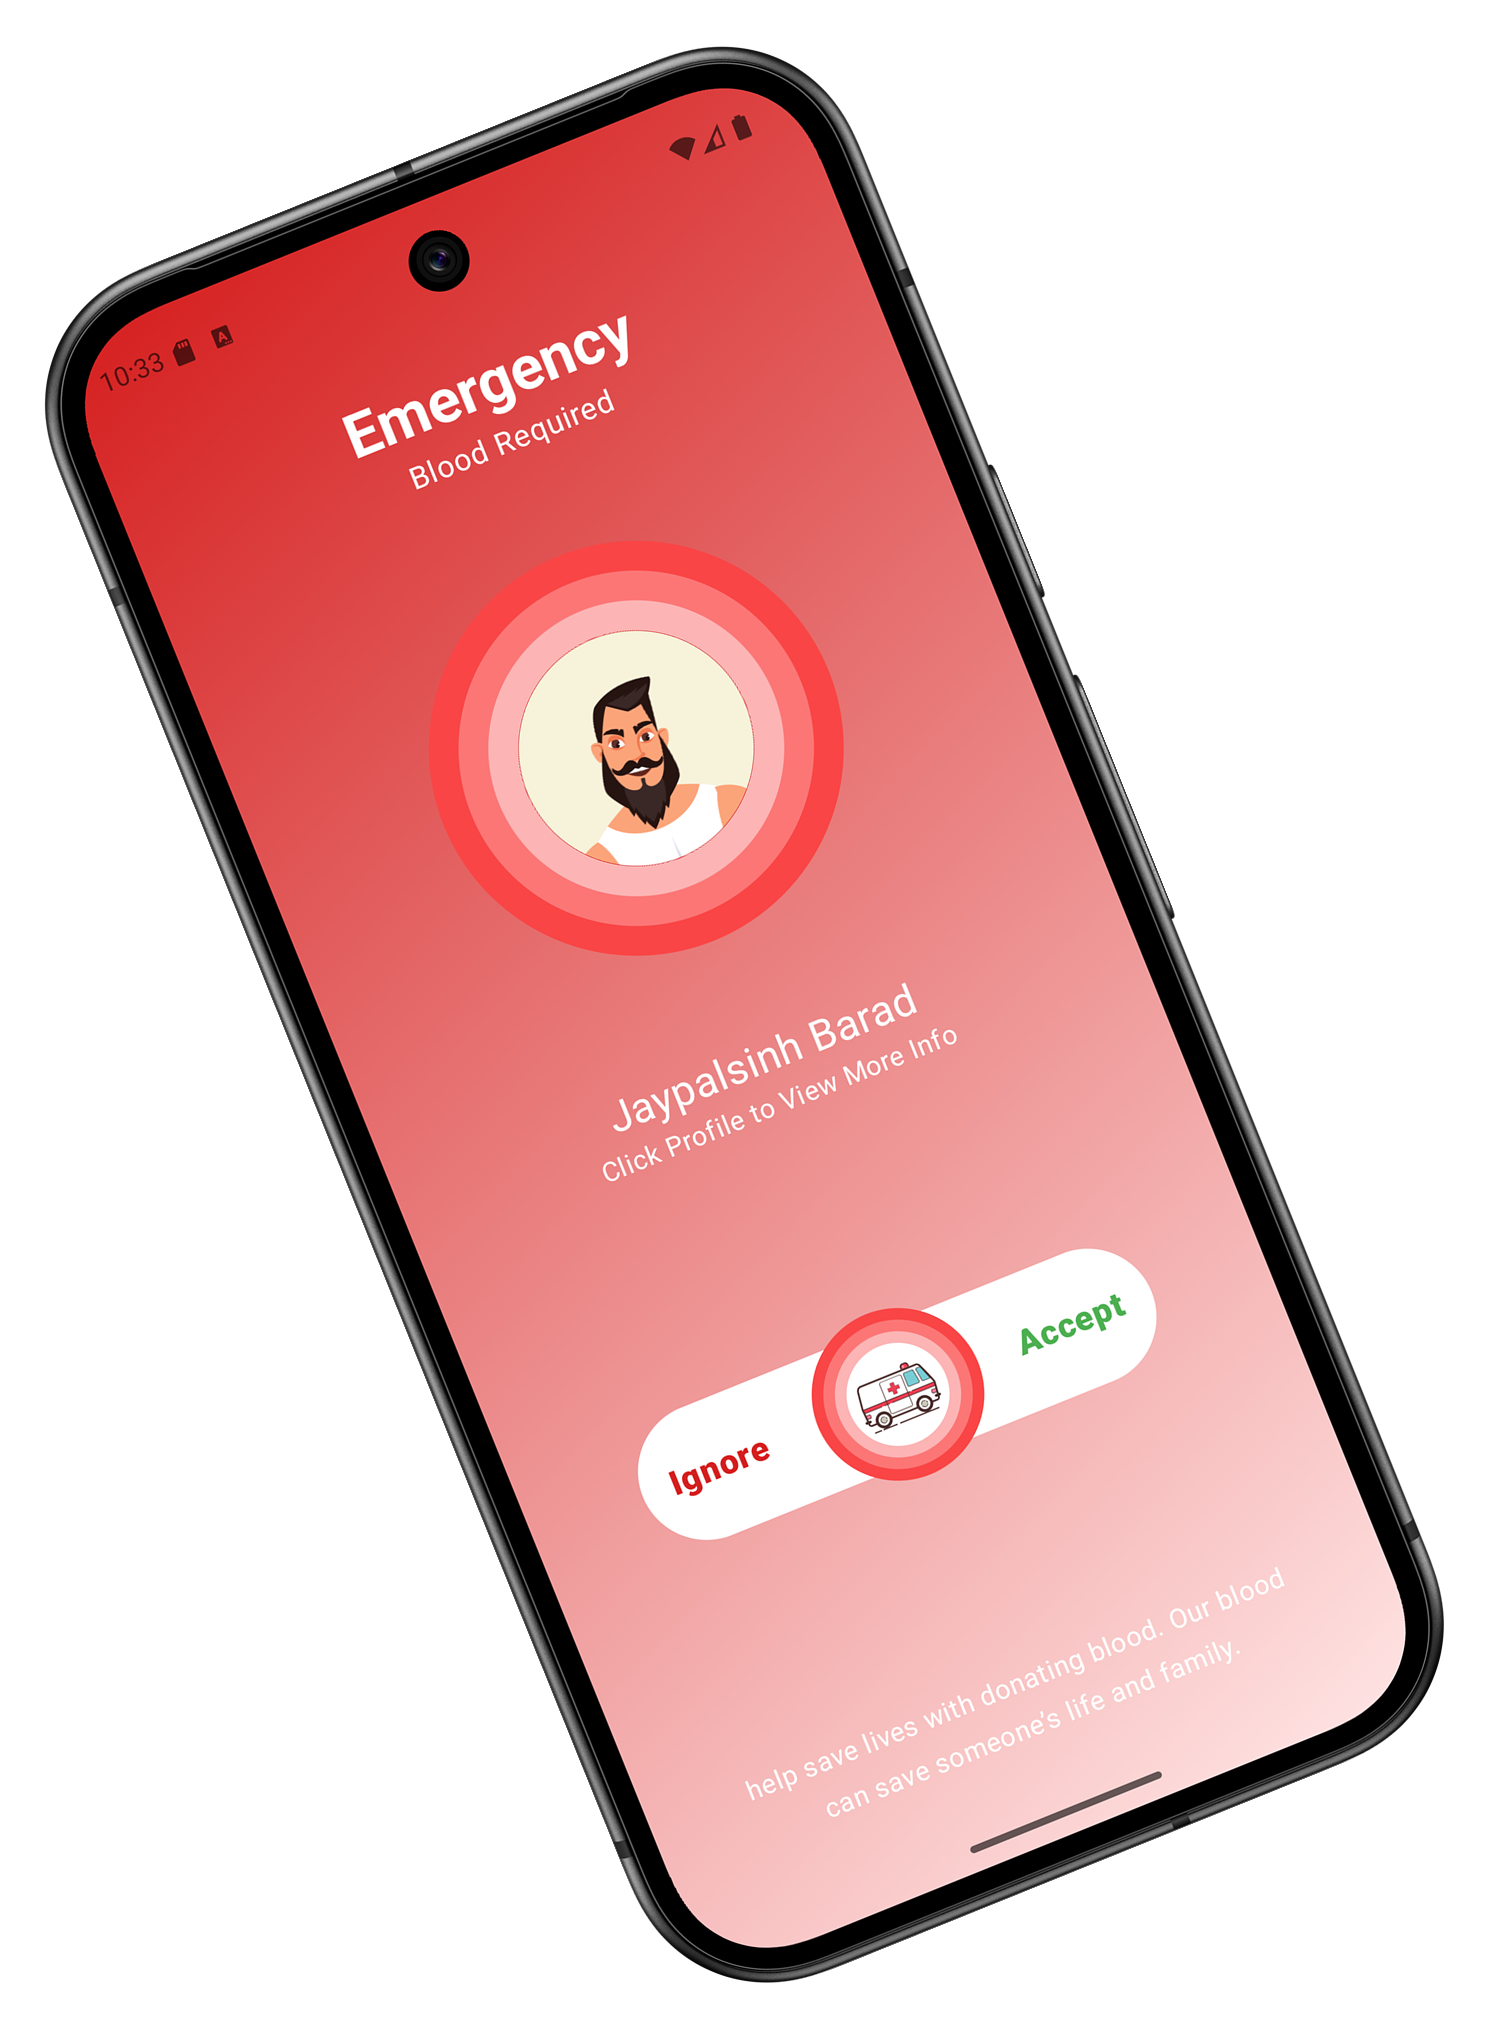 10:33
A
Emergency
Blood Required
Jaypalsinh Barad
Click Profile to View More Info
Ignore
Accept
help save lives with donating blood. Our blood
can save someone's life and family.